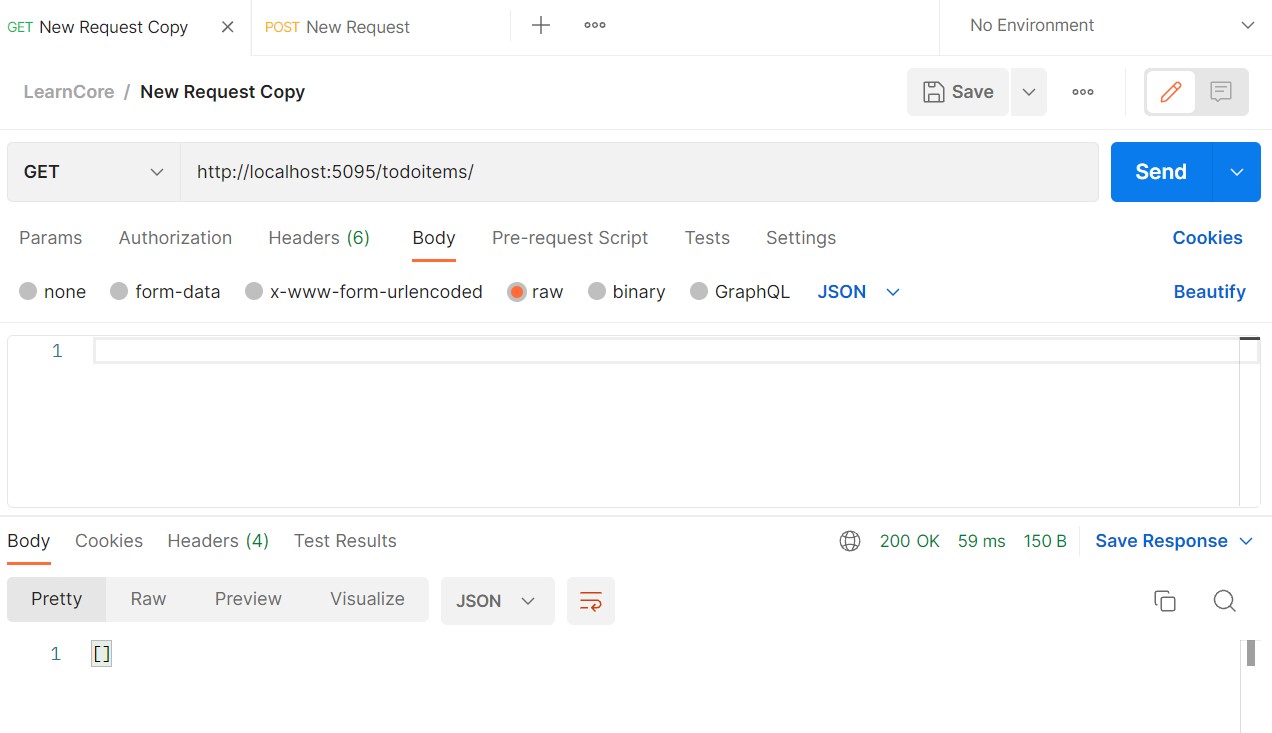 GET New Request Copy POST New Request No Environment
LearnCore / New Request Copy Save
GET http://localhost:5095/todoitems/ Send
Params Authorization Headers (6) Body Pre-request Script Tests Settings Cookies
none form-data x-www-form-urlencoded raw binary GraphQL JSON Beautify
1
Body Cookies Headers (4) Test Results 200 OK 59 ms 150 B Save Response
Pretty Raw Preview Visualize JSON
1 []